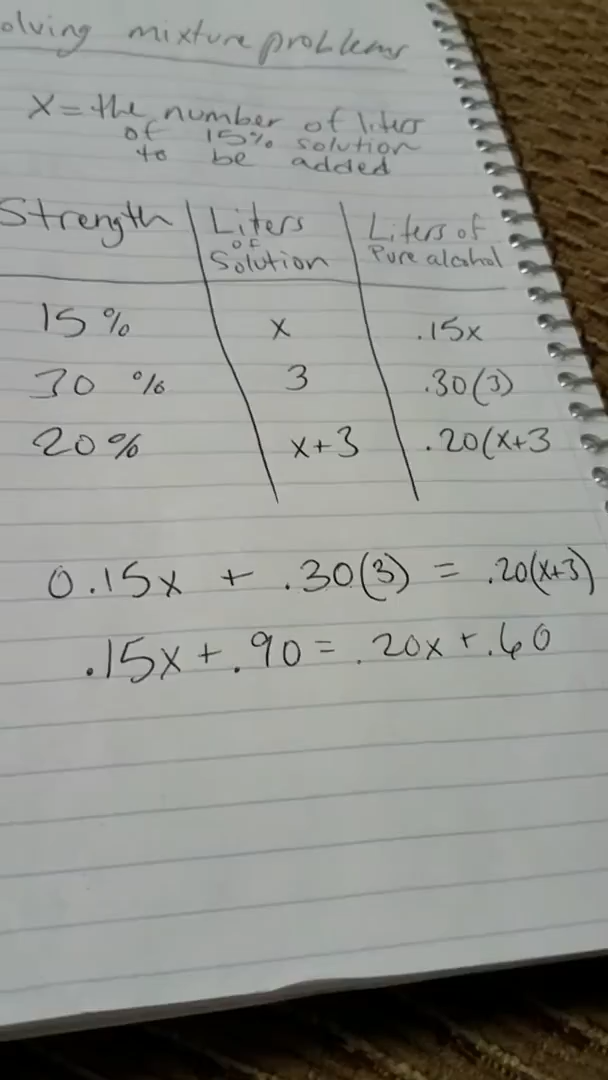 olving mixture problems
X = the number of liters
of 15% solution
to be added
Strength | Liters of Solution | Liters of Pure alcohol
15% x .15x
30 % 3 .30(3)
20% x+3 .20(x+3
0.15x + .30(3) = .20(x+3)
.15x + .90 = .20x + .60